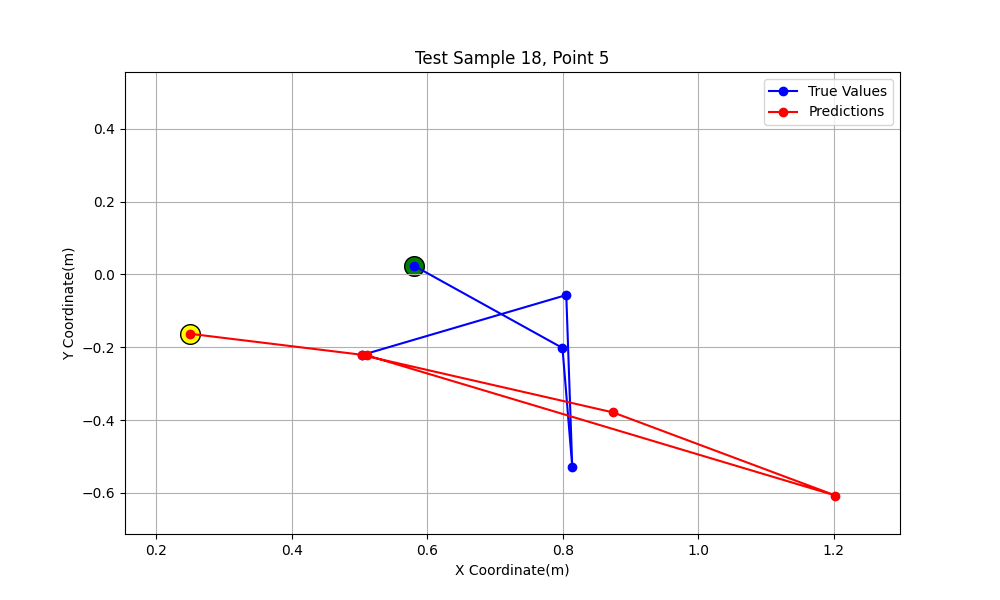 Test Sample 18, Point 5
True Values
Predictions
Y Coordinate(m)
0.4
0.2
0.0
−0.2
−0.4
−0.6
0.2 0.4 0.6 0.8 1.0 1.2
X Coordinate(m)